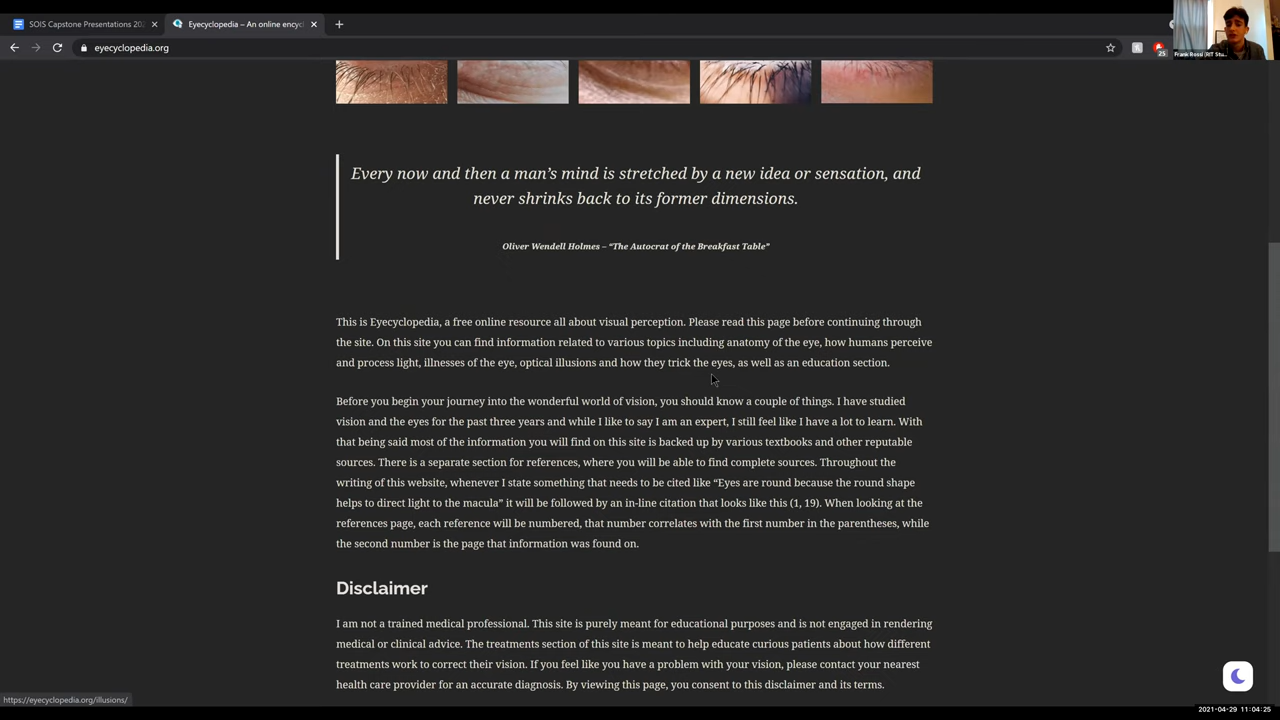 SOIS Capstone Presentations 202
Eyecyclopedia – An online encyc
eyecyclopedia.org
25
Frank Rossi (RIT Stu...
Every now and then a man’s mind is stretched by a new idea or sensation, and
never shrinks back to its former dimensions.
Oliver Wendell Holmes – “The Autocrat of the Breakfast Table”
This is Eyecyclopedia, a free online resource all about visual perception. Please read this page before continuing through
the site. On this site you can find information related to various topics including anatomy of the eye, how humans perceive
and process light, illnesses of the eye, optical illusions and how they trick the eyes, as well as an education section.
Before you begin your journey into the wonderful world of vision, you should know a couple of things. I have studied
vision and the eyes for the past three years and while I like to say I am an expert, I still feel like I have a lot to learn. With
that being said most of the information you will find on this site is backed up by various textbooks and other reputable
sources. There is a separate section for references, where you will be able to find complete sources. Throughout the
writing of this website, whenever I state something that needs to be cited like “Eyes are round because the round shape
helps to direct light to the macula” it will be followed by an in-line citation that looks like this (1, 19). When looking at the
references page, each reference will be numbered, that number correlates with the first number in the parentheses, while
the second number is the page that information was found on.
Disclaimer
I am not a trained medical professional. This site is purely meant for educational purposes and is not engaged in rendering
medical or clinical advice. The treatments section of this site is meant to help educate curious patients about how different
treatments work to correct their vision. If you feel like you have a problem with your vision, please contact your nearest
health care provider for an accurate diagnosis. By viewing this page, you consent to this disclaimer and its terms.
https://eyecyclopedia.org/illusions/
2021-04-29 11:04:25